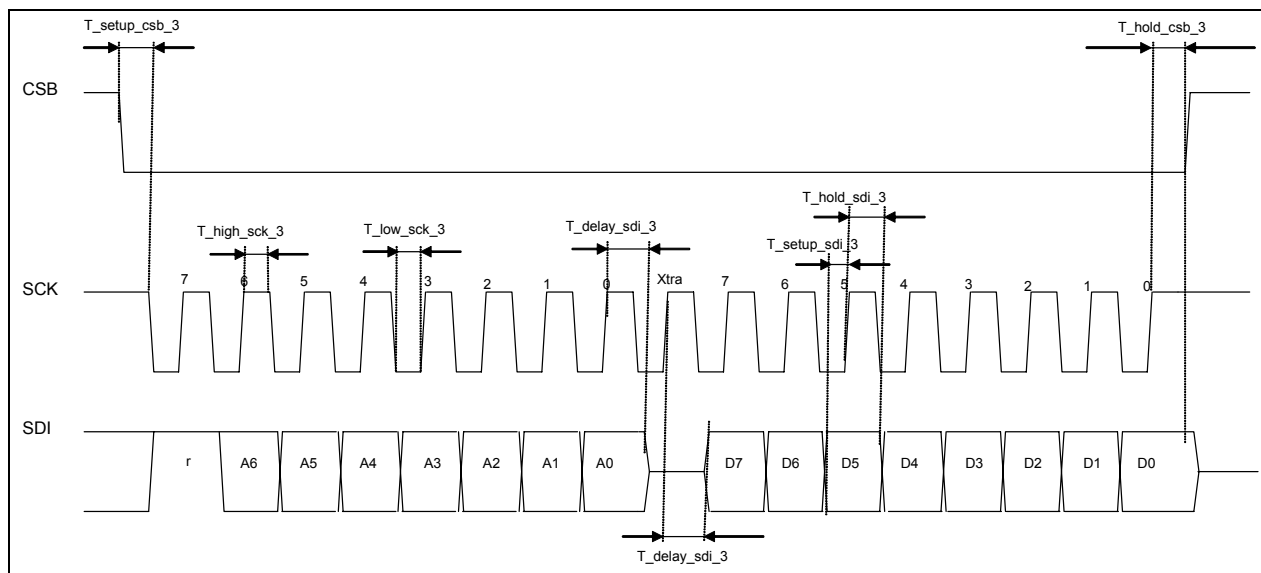 T_setup_csb_3
T_hold_csb_3
CSB
T_hold_sdi_3
T_high_sck_3
T_low_sck_3
T_delay_sdi_3
T_setup_sdi_3
SCK
7 6 5 4 3 2 1 0 Xtra 7 6 5 4 3 2 1 0
SDI
r A6 A5 A4 A3 A2 A1 A0 D7 D6 D5 D4 D3 D2 D1 D0
T_delay_sdi_3